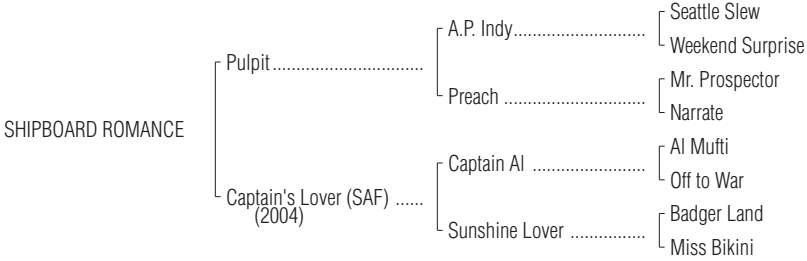 Seattle Slew
A.P. Indy..............................
Weekend Surprise
Pulpit..................................
Mr. Prospector
Preach ................................
Narrate
SHIPBOARD ROMANCE
Al Mufti
Captain Al ..........................
Off to War
Captain's Lover (SAF) ......
(2004)
Badger Land
Sunshine Lover ..................
Miss Bikini